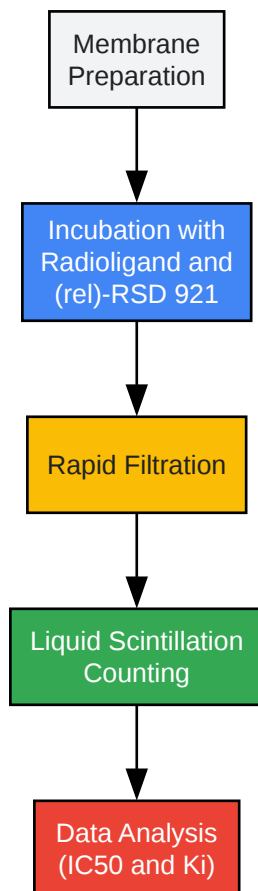 Membrane
Preparation
Incubation with
Radioligand and
(rel)-RSD 921
Rapid Filtration
Liquid Scintillation
Counting
Data Analysis
(IC50 and Ki)